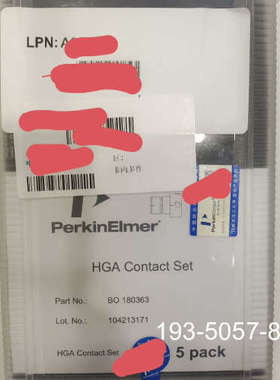 LPN: A
PerkinElmer
HGA Contact Set
Part No.: BO 180363
Lot. No.: 104213171
193-5057-8
HGA Contact Set 5 pack